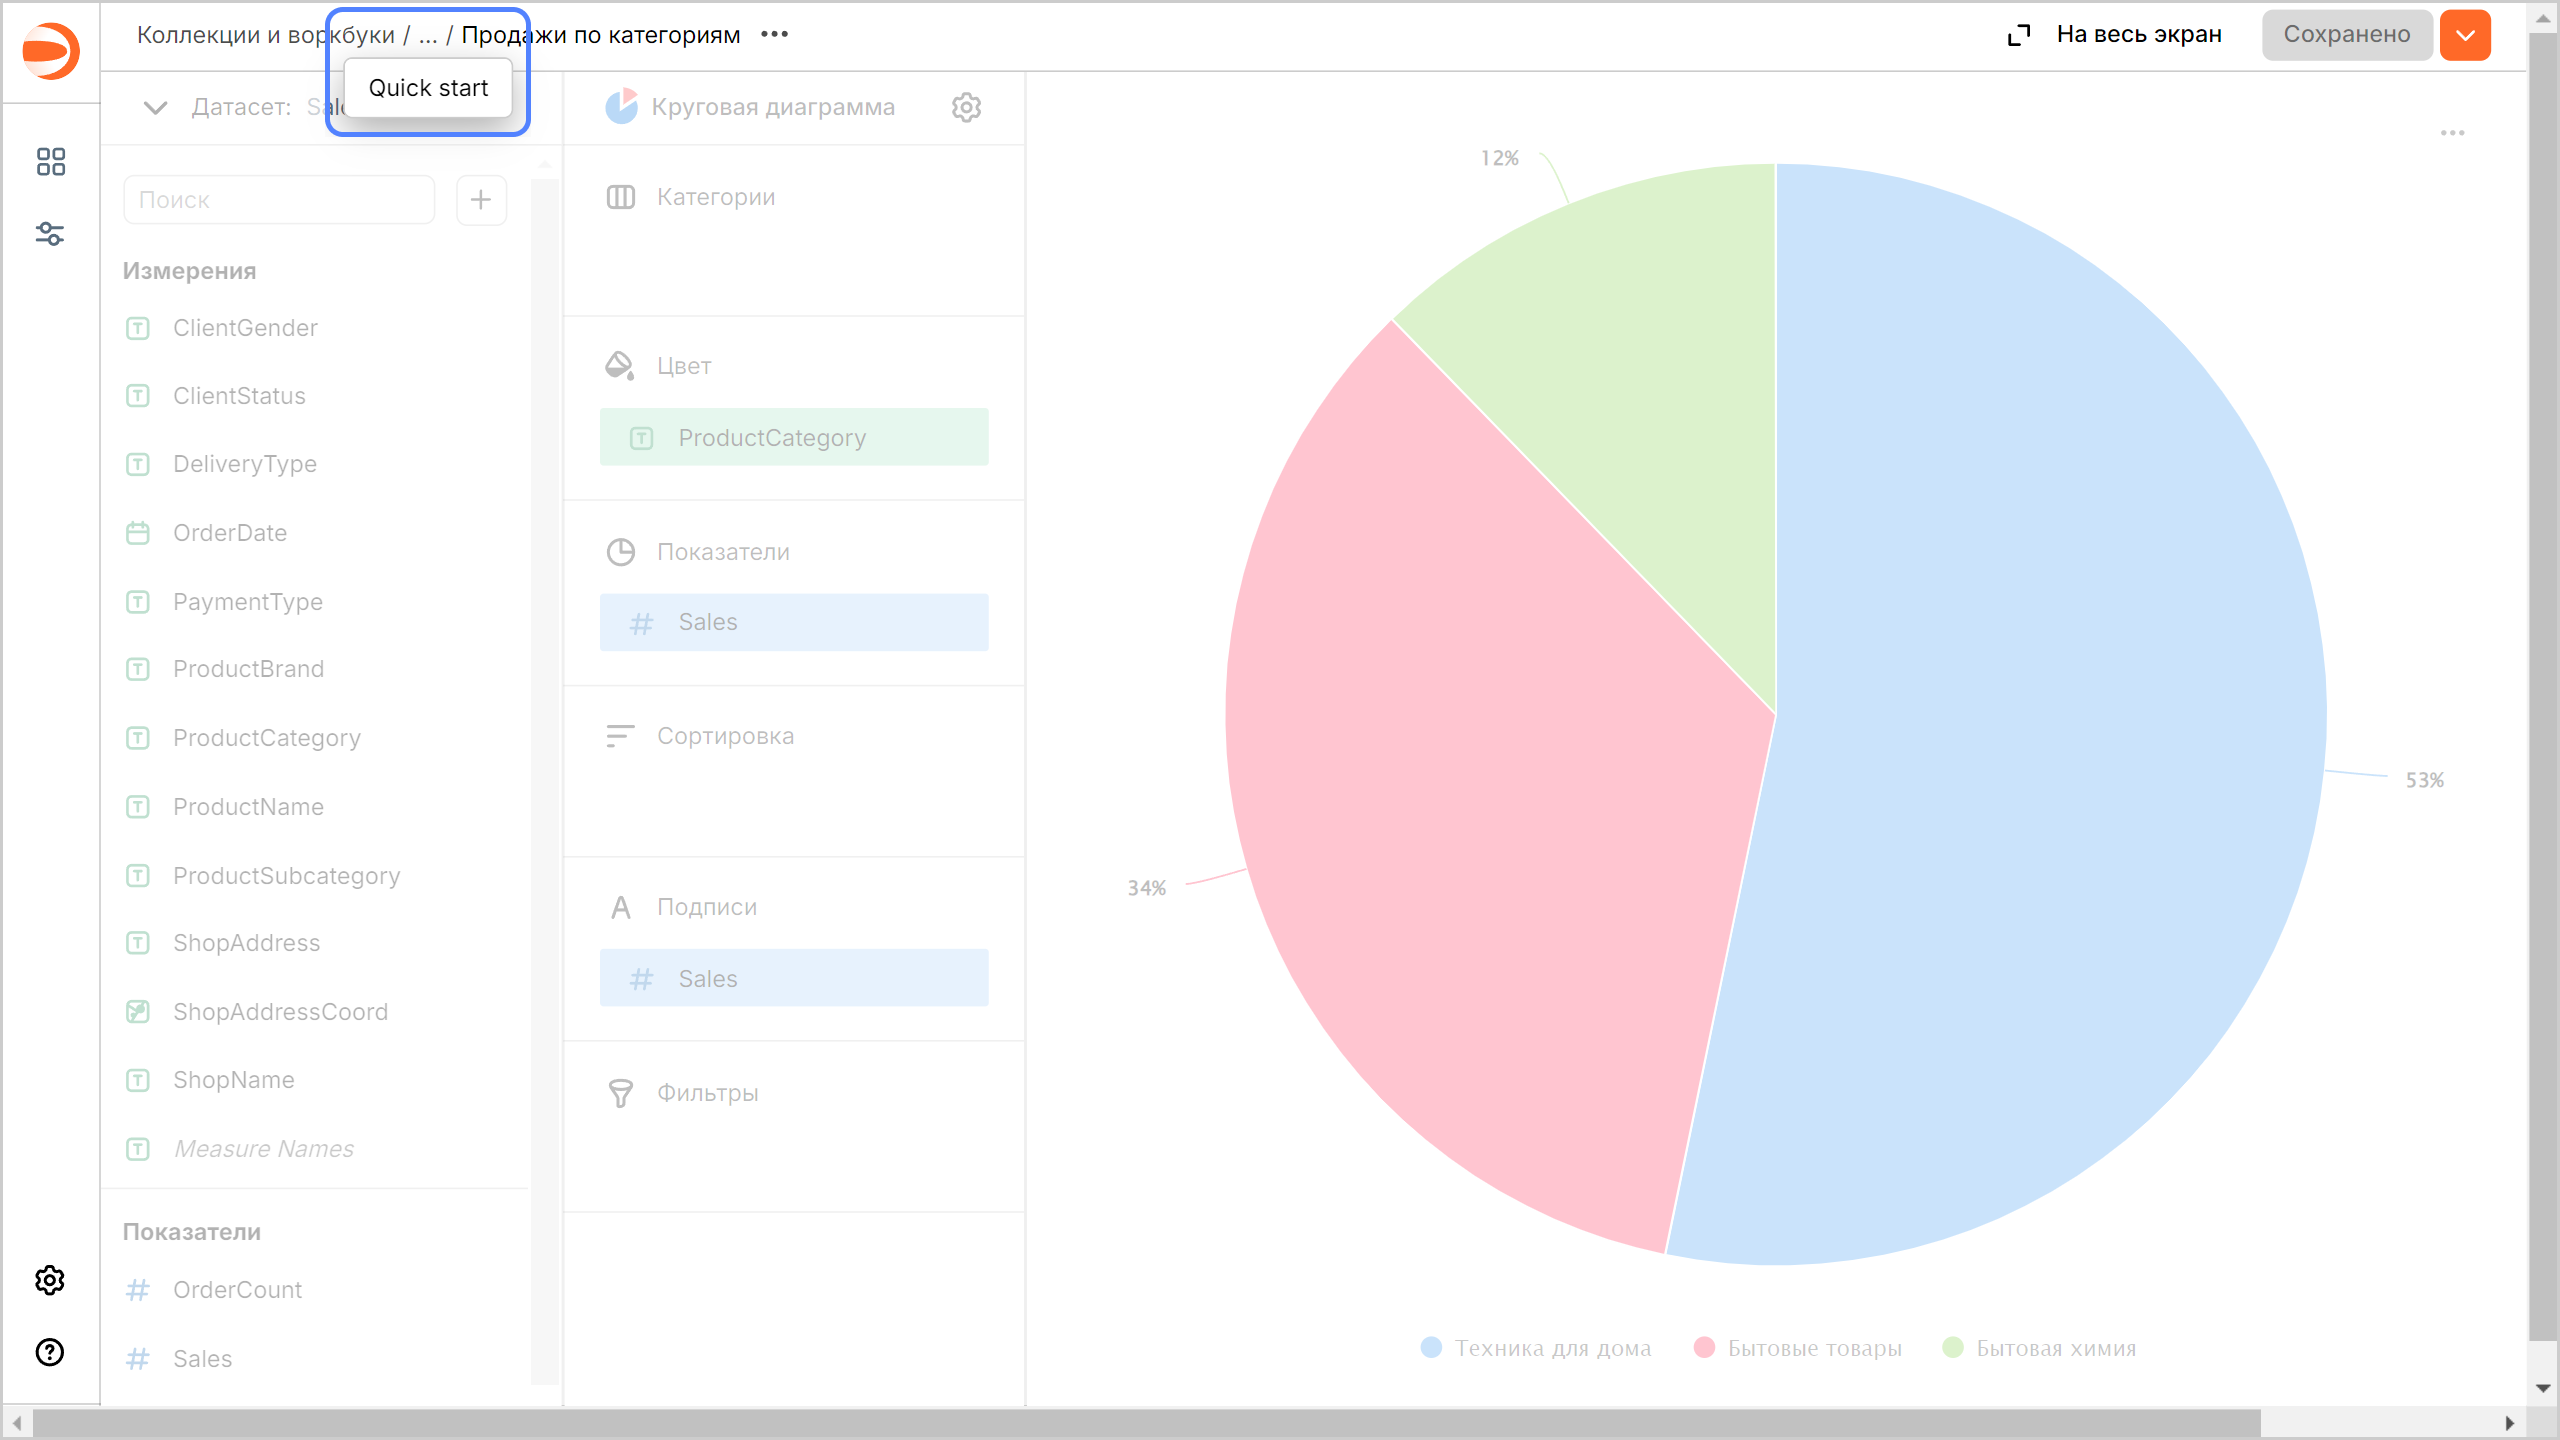 Коллекции и воркбуки / ... / Продажи по категориям
На весь экран
Сохранено
Quick start
Датасет: Sale
Поиск
Измерения
ClientGender
ClientStatus
DeliveryType
OrderDate
PaymentType
ProductBrand
ProductCategory
ProductName
ProductSubcategory
ShopAddress
ShopAddressCoord
ShopName
Measure Names
Показатели
OrderCount
Sales
Круговая диаграмма
Категории
Цвет
ProductCategory
Показатели
Sales
Сортировка
Подписи
Sales
Фильтры
12%
53%
34%
Техника для дома
Бытовые товары
Бытовая химия